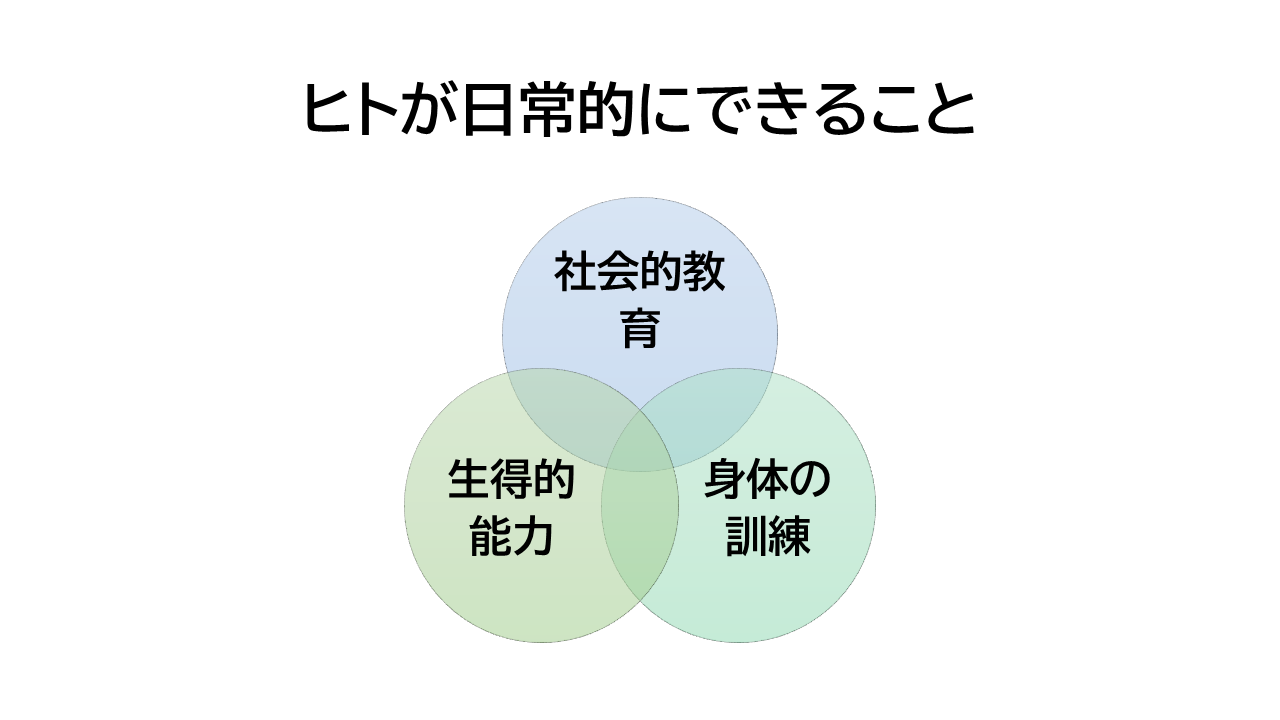 ヒトが日常的にできること
社会的教
育
生得的
能力
身体の
訓練